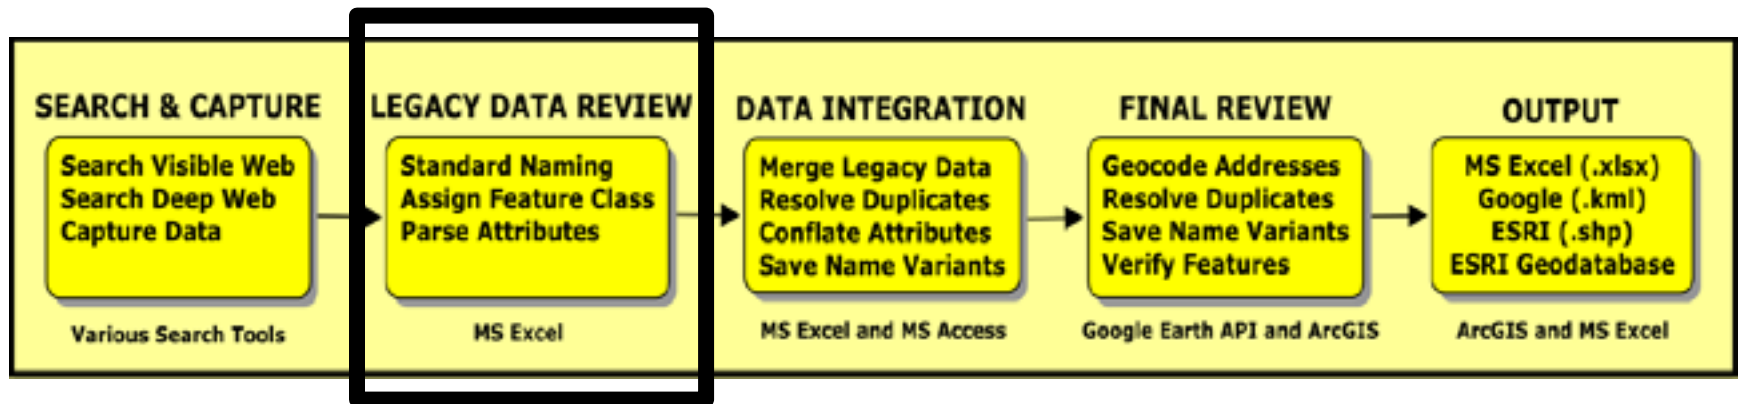 SEARCH & CAPTURE
Search Visible Web
Search Deep Web
Capture Data
Various Search Tools
LEGACY DATA REVIEW
Standard Naming
Assign Feature Class
Parse Attributes
MS Excel
DATA INTEGRATION
Merge Legacy Data
Resolve Duplicates
Conflate Attributes
Save Name Variants
MS Excel and MS Access
FINAL REVIEW
Geocode Addresses
Resolve Duplicates
Save Name Variants
Verify Features
Google Earth API and ArcGIS
OUTPUT
MS Excel (.xlsx)
Google (.kml)
ESRI (.shp)
ESRI Geodatabase
ArcGIS and MS Excel